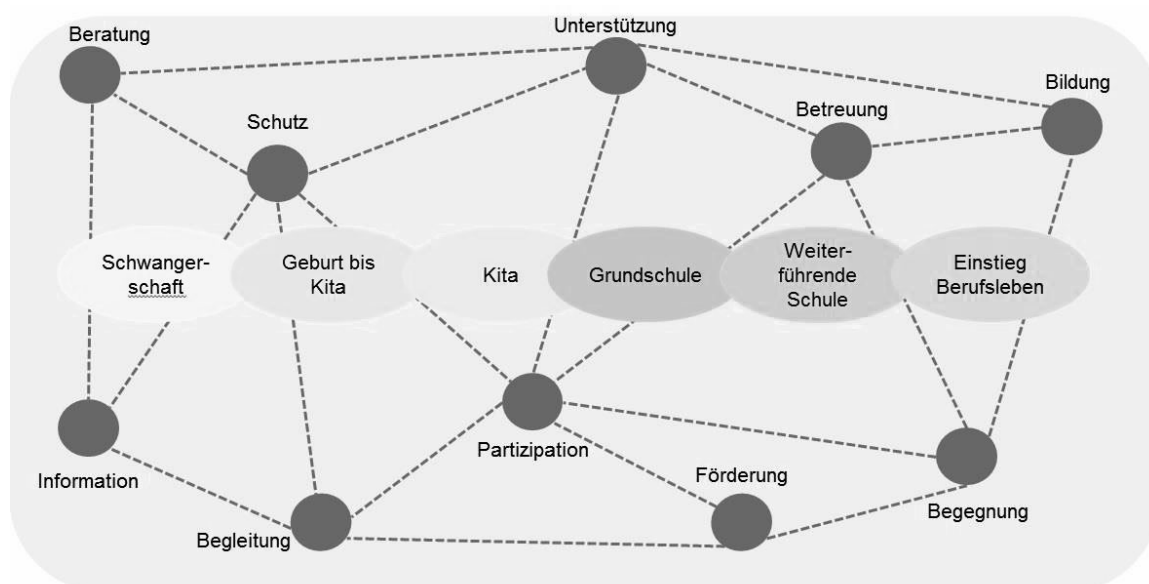 Beratung
Unterstützung
Bildung
Betreuung
Schutz
Schwanger-
schaft
Geburt bis
Kita
Kita
Grundschule
Weiter-
führende
Schule
Einstieg
Berufsleben
Partizipation
Information
Förderung
Begegnung
Begleitung